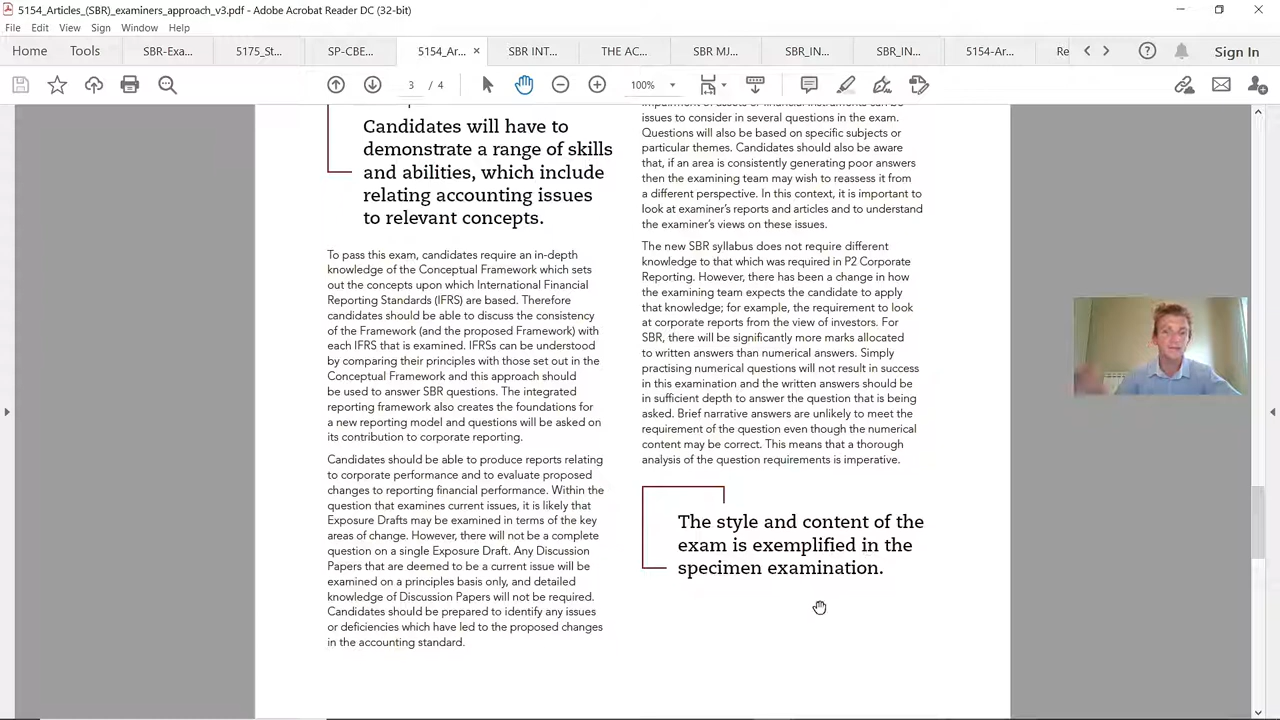 5154_Articles_(SBR)_examiners_approach_v3.pdf - Adobe Acrobat Reader DC (32-bit)
File Edit View Sign Window Help
Home Tools SBR-Exa... 5175_St... SP-CBE... 5154_Ar... × SBR INT... THE AC... SBR MJ... SBR_IN... SBR_IN... 5154-Ar... Re Sign In
3 / 4 100%
Candidates will have to
demonstrate a range of skills
and abilities, which include
relating accounting issues
to relevant concepts.
To pass this exam, candidates require an in-depth
knowledge of the Conceptual Framework which sets
out the concepts upon which International Financial
Reporting Standards (IFRS) are based. Therefore
candidates should be able to discuss the consistency
of the Framework (and the proposed Framework) with
each IFRS that is examined. IFRSs can be understood
by comparing their principles with those set out in the
Conceptual Framework and this approach should
be used to answer SBR questions. The integrated
reporting framework also creates the foundations for
a new reporting model and questions will be asked on
its contribution to corporate reporting.
Candidates should be able to produce reports relating
to corporate performance and to evaluate proposed
changes to reporting financial performance. Within the
question that examines current issues, it is likely that
Exposure Drafts may be examined in terms of the key
areas of change. However, there will not be a complete
question on a single Exposure Draft. Any Discussion
Papers that are deemed to be a current issue will be
examined on a principles basis only, and detailed
knowledge of Discussion Papers will not be required.
Candidates should be prepared to identify any issues
or deficiencies which have led to the proposed changes
in the accounting standard.
impairment of assets or financial instruments can be
issues to consider in several questions in the exam.
Questions will also be based on specific subjects or
particular themes. Candidates should also be aware
that, if an area is consistently generating poor answers
then the examining team may wish to reassess it from
a different perspective. In this context, it is important to
look at examiner's reports and articles and to understand
the examiner's views on these issues.
The new SBR syllabus does not require different
knowledge to that which was required in P2 Corporate
Reporting. However, there has been a change in how
the examining team expects the candidate to apply
that knowledge; for example, the requirement to look
at corporate reports from the view of investors. For
SBR, there will be significantly more marks allocated
to written answers than numerical answers. Simply
practising numerical questions will not result in success
in this examination and the written answers should be
in sufficient depth to answer the question that is being
asked. Brief narrative answers are unlikely to meet the
requirement of the question even though the numerical
content may be correct. This means that a thorough
analysis of the question requirements is imperative.
The style and content of the
exam is exemplified in the
specimen examination.